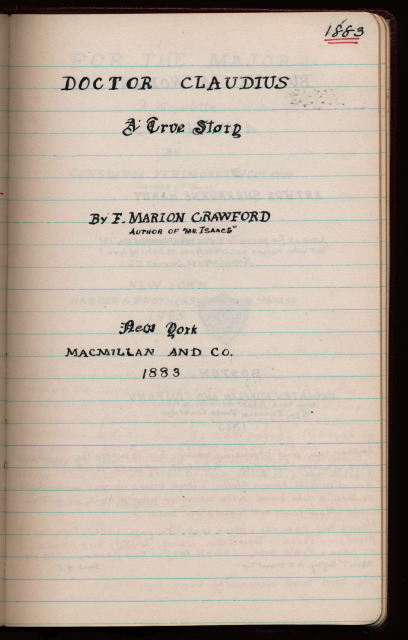 1883
DOCTOR CLAUDIUS
A True Story
BY F. MARION CRAWFORD
AUTHOR OF "MR ISAACS"
New York
MACMILLAN AND CO.
1883